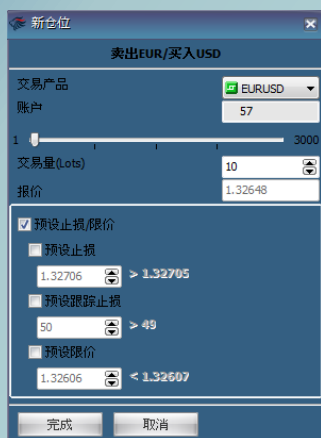 新仓位
卖出EUR/买入USD
交易产品 EURUSD
账户 57
1 3000
交易量(Lots) 10
报价 1.32648
预设止损/限价
预设止损
1.32706 > 1.32705
预设跟踪止损
50 > 49
预设限价
1.32606 < 1.32607
完成 取消